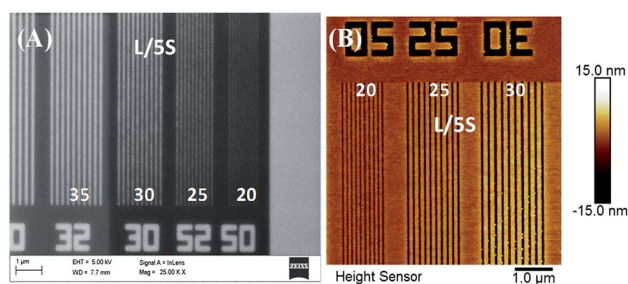 (A)
L/5S
35 30 25 20
0 32 30 52 50
1 µm
EHT = 5.00 kV
WD = 7.7 mm
Signal A = InLens
Mag = 25.00 K X
ZEISS
(B)
05 25 0E
20 25 30
L/5S
Height Sensor
1.0 µm
15.0 nm
-15.0 nm